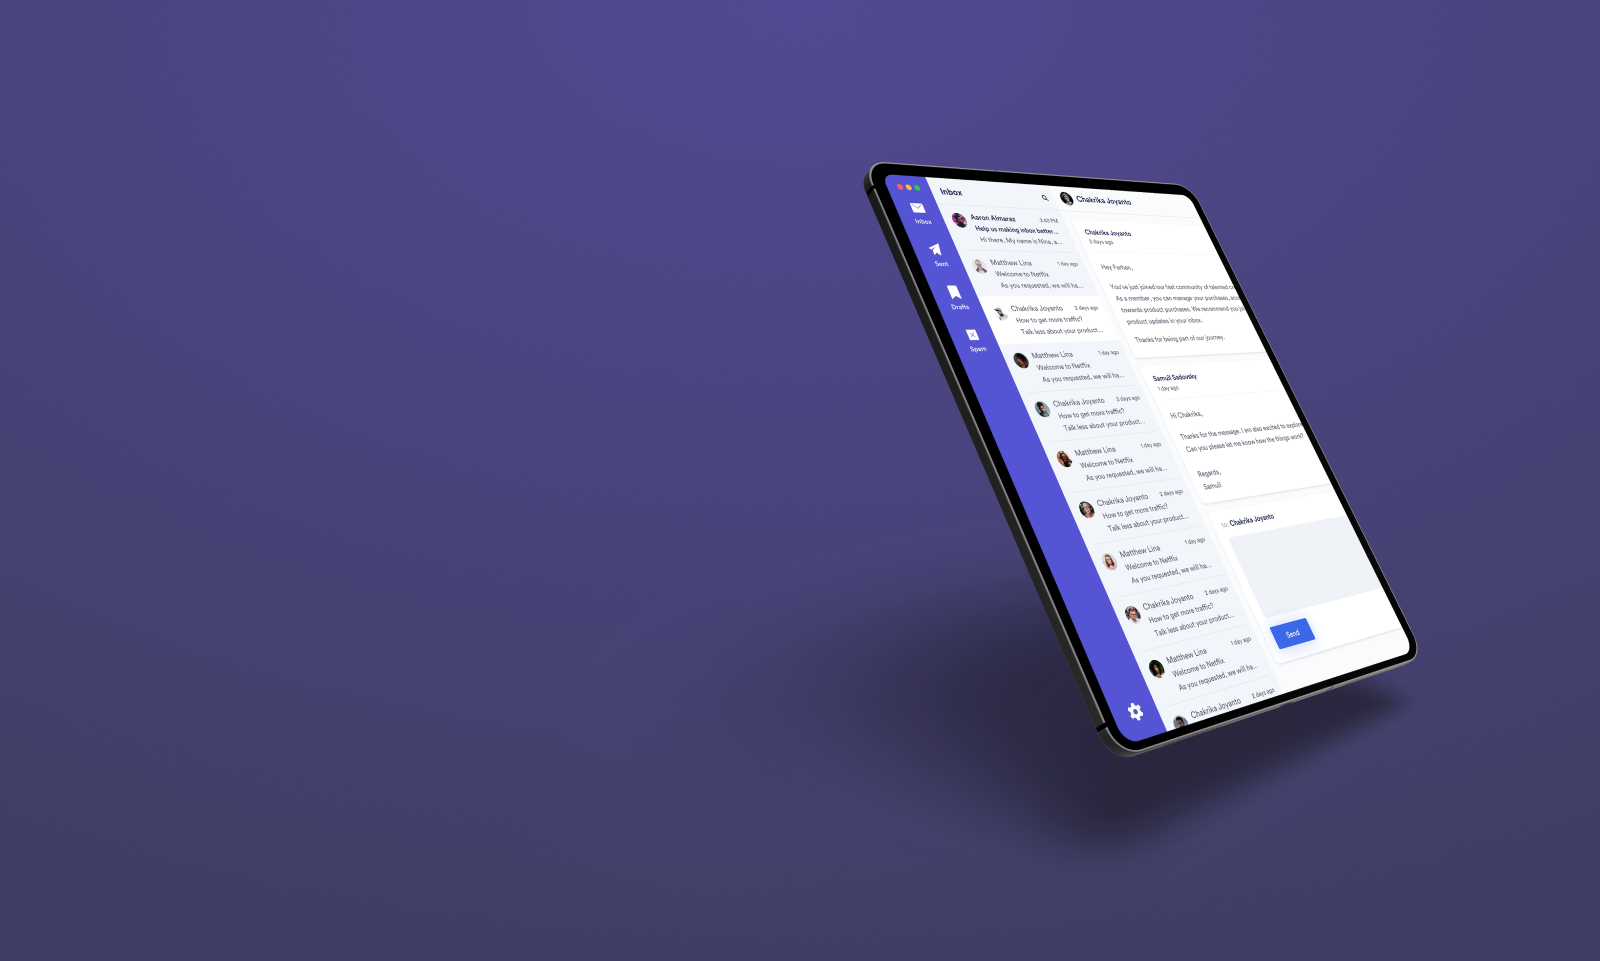 Inbox
Sent
Drafts
Spam
Inbox
Aaron Almaraz
3:43 PM
Help us making inbox better...
Hi there, My name is Nina, a...
Matthew Lina
1 day ago
Welcome to Netflix
As you requested, we will ha...
Chakrika Joyanto
2 days ago
How to get more traffic?
Talk less about your product...
Matthew Lina
1 day ago
Welcome to Netflix
As you requested, we will ha...
Chakrika Joyanto
2 days ago
How to get more traffic?
Talk less about your product...
Matthew Lina
1 day ago
Welcome to Netflix
As you requested, we will ha...
Chakrika Joyanto
2 days ago
How to get more traffic?
Talk less about your product...
Matthew Lina
1 day ago
Welcome to Netflix
As you requested, we will ha...
Chakrika Joyanto
2 days ago
How to get more traffic?
Talk less about your product...
Matthew Lina
1 day ago
Welcome to Netflix
As you requested, we will ha...
Chakrika Joyanto
2 days ago
Chakrika Joyanto
Chakrika Joyanto
2 days ago
Hey Farhan,
You've just joined our fast community of talented
As a member, you can manage your purchases,
towards product purchases. We recommend
product updates in your inbox.
Thanks for being part of our journey.
Samuil Sadovsky
1 day ago
Hi Chakrika,
Thanks for the message. I am also excited to
Can you please let me know how the things work?
Regards,
Samuil
To: Chakrika Joyanto
Send